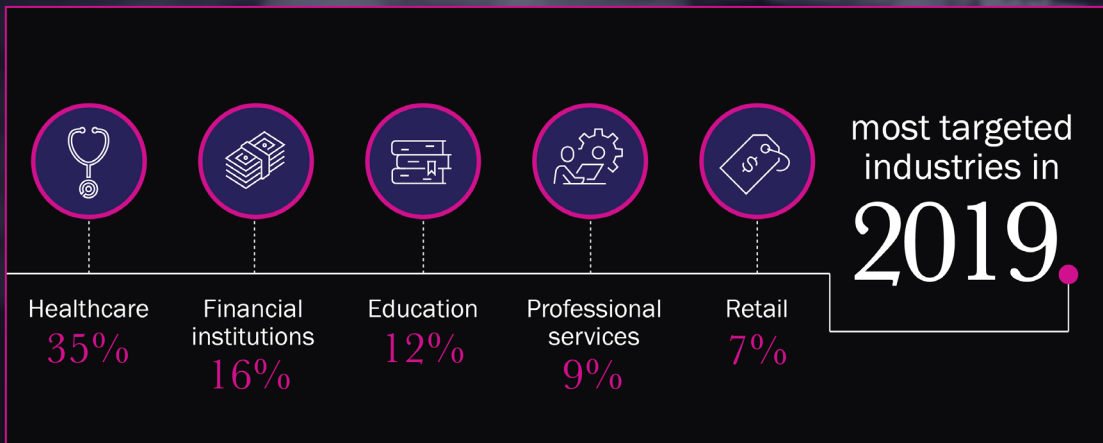 most targeted
industries in
2019.
Healthcare
35%
Financial
institutions
16%
Education
12%
Professional
services
9%
Retail
7%